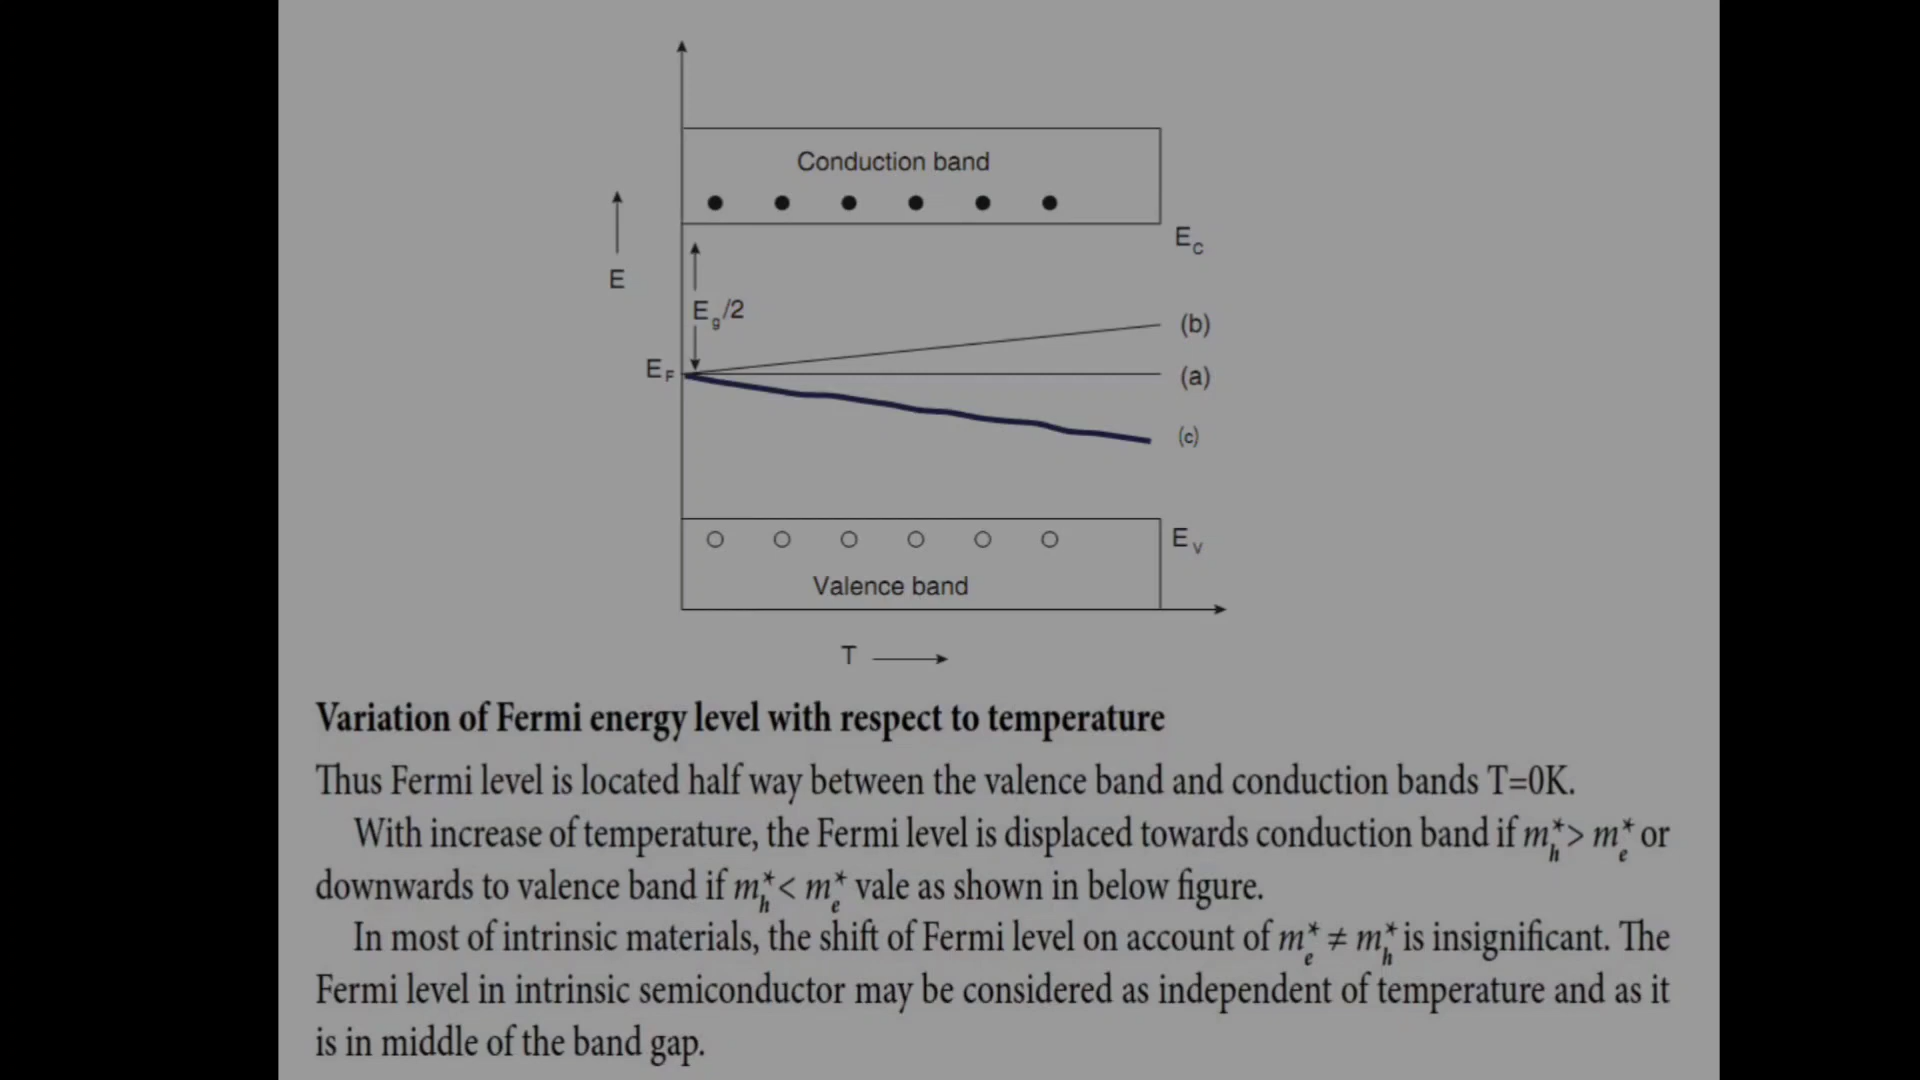 Conduction band
E_C
E
E_g/2
(b)
E_F
(a)
(c)
E_V
Valence band
T
Variation of Fermi energy level with respect to temperature
Thus Fermi level is located half way between the valence band and conduction bands T=0K.
With increase of temperature, the Fermi level is displaced towards conduction band if m_h^* > m_e^* or
downwards to valence band if m_h^* < m_e^* vale as shown in below figure.
In most of intrinsic materials, the shift of Fermi level on account of m_e^* ≠ m_h^* is insignificant. The
Fermi level in intrinsic semiconductor may be considered as independent of temperature and as it
is in middle of the band gap.